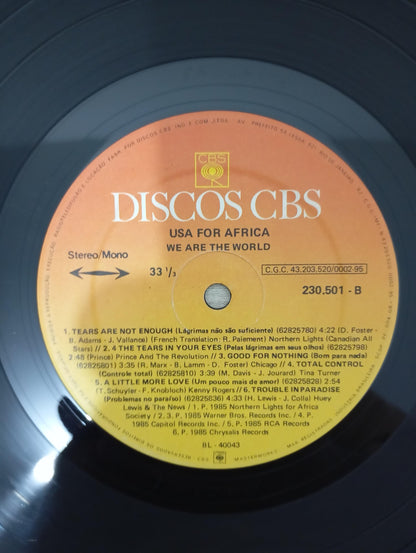 CBS
DISCOS CBS
USA FOR AFRICA
WE ARE THE WORLD
Stereo/Mono
33 1/3
C.G.C. 43.203.520/0002-95
230.501 - B
1. TEARS ARE NOT ENOUGH (Lágrimas não são suficiente) (62825780) 4:22 (D. Foster -
B. Adams - J. Vallance) (French Translation: R. Palement) Northern Lights (Canadian All
Stars) // 2. 4 THE TEARS IN YOUR EYES (Pelas lágrimas em seus olhos) (62825798)
2:48 (Prince) Prince And The Revolution // 3. GOOD FOR NOTHING (Bom para nada)
(62825801) 3:35 (R. Marx - B. Lamm - D. Foster) Chicago // 4. TOTAL CONTROL
(Controle total) (62825810) 3:39 (M. Davis - J. Jourard) Tina Turner
5. A LITTLE MORE LOVE (Um pouco mais de amor) (62825828) 2:54
(T. Schuyler - F. Knobloch) Kenny Rogers // 6. TROUBLE IN PARADISE
(Problemas no paraíso) (62825836) 4:33 (H. Lewis - J. Colla) Huey
Lewis & The News / 1. P. 1985 Northern Lights for Africa
Society / 2. 3. P. 1985 Warner Bros. Records Inc. / 4. P.
1985 Capitol Records Inc. / 5. P. 1985 RCA Records
6. P. 1985 Chrysalis Records
BL - 40043